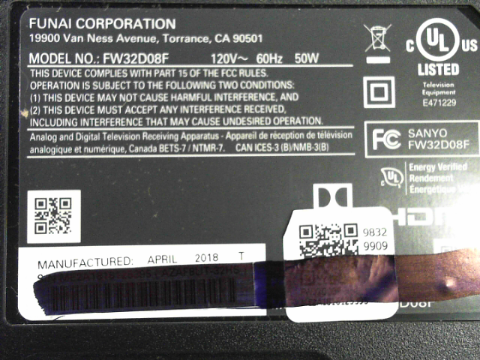 FUNAI CORPORATION
19900 Van Ness Avenue, Torrance, CA 90501
MODEL NO.: FW32D08F 120V~ 60Hz 50W
THIS DEVICE COMPLIES WITH PART 15 OF THE FCC RULES.
OPERATION IS SUBJECT TO THE FOLLOWING TWO CONDITIONS:
(1) THIS DEVICE MAY NOT CAUSE HARMFUL INTERFERENCE, AND
(2) THIS DEVICE MUST ACCEPT ANY INTERFERENCE RECEIVED,
INCLUDING INTERFERENCE THAT MAY CAUSE UNDESIRED OPERATION.
Analog and Digital Television Receiving Apparatus - Appareil de réception de télévision
analogique et numérique, Canada BETS-7 / NTMR-7. CAN ICES-3 (B)/NMB-3(B)
C UL US
LISTED
Television
Equipment
E471229
FC SANYO
FW32D08F
UL Energy Verified
Rendement
Énergétique
HDMI
9832
9909
MANUFACTURED: APRIL 2018 T
D08F